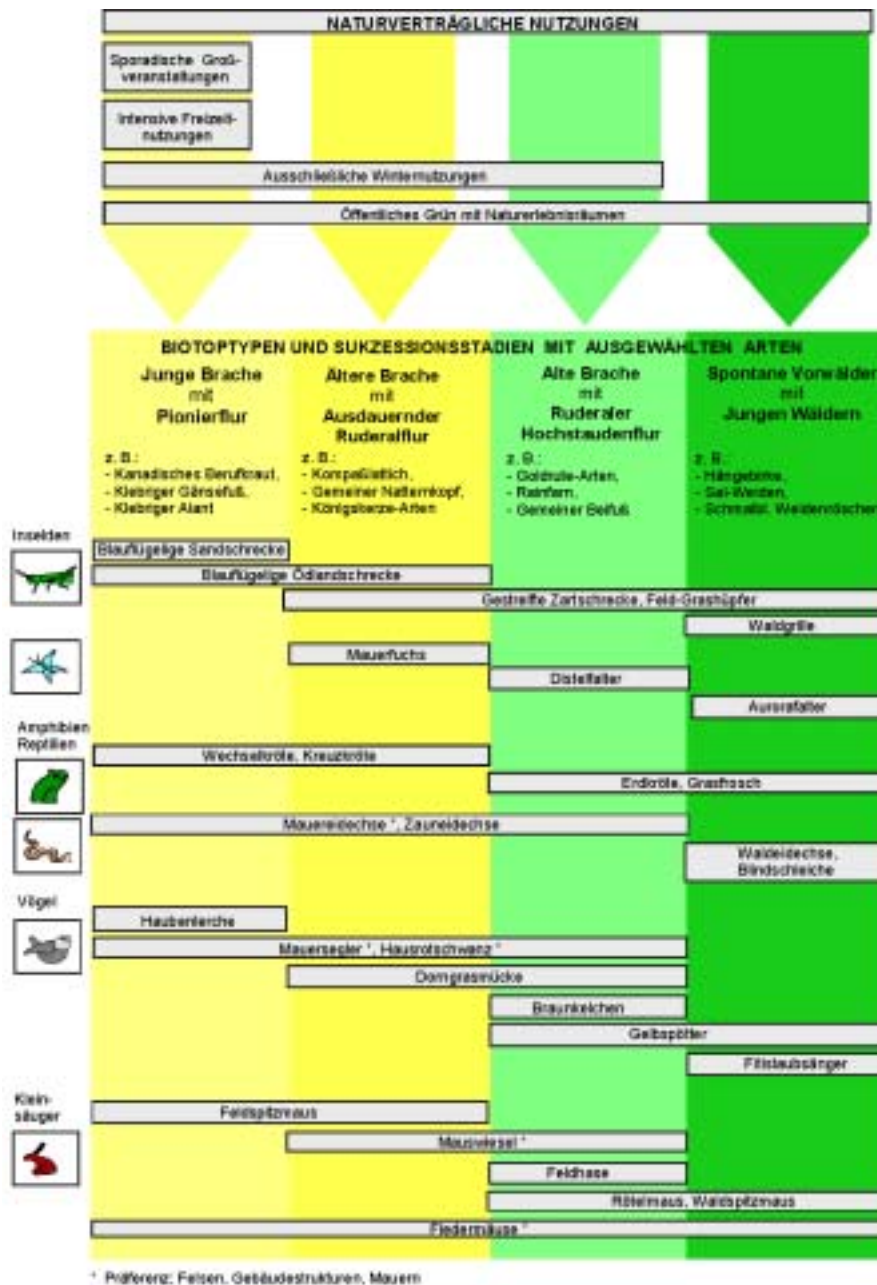 NATURVERTRÄGLICHE NUTZUNGEN
Sporadische Groß-
veranstaltungen
Intensive Freizeit-
nutzungen
Ausschließliche Winternutzungen
Öffentliches Grün mit Naturerlebnisräumen
BIOTOPTYPEN UND SUKZESSIONSSTADIEN MIT AUSGEWÄHLTEN ARTEN
Junge Brache
mit
Pionierflur
z. B.:
- Kanadisches Berufkraut,
- Klebriger Gänsefuß,
- Klebriger Alant
Ältere Brache
mit
Ausdauernder
Ruderalflur
z. B.:
- Kompaßlattich,
- Gemeiner Natternkopf,
- Königskerze-Arten
Alte Brache
mit
Ruderaler
Hochstaudenflur
z. B.:
- Goldrute-Arten,
- Rainfarn,
- Gemeiner Beifuß
Spontane Vorwälder
mit
Jungen Wäldern
z. B.:
- Hängebirke,
- Sal-Weiden,
- Schmalbl. Weidenröschen
Insekten
Blauflügelige Sandschrecke
Blauflügelige Ödlandschrecke
Gestreifte Zartschrecke, Feld-Grashüpfer
Waldgrille
Mauerfuchs
Distelfalter
Aurorafalter
Amphibien
Reptilien
Wechselkröte, Kreuzkröte
Erdkröte, Grasfrosch
Mauereidechse *, Zauneidechse
Waldeidechse,
Blindschleiche
Vögel
Haubenlerche
Mauersegler *, Hausrotschwanz *
Dorngrasmücke
Braunkelchen
Gelbspötter
Fitislaubsänger
Klein-
säuger
Feldspitzmaus
Mauswiesel *
Feldhase
Rötelmaus, Waldspitzmaus
Fledermäuse *
* Präferenz: Felsen, Gebäudestrukturen, Mauern